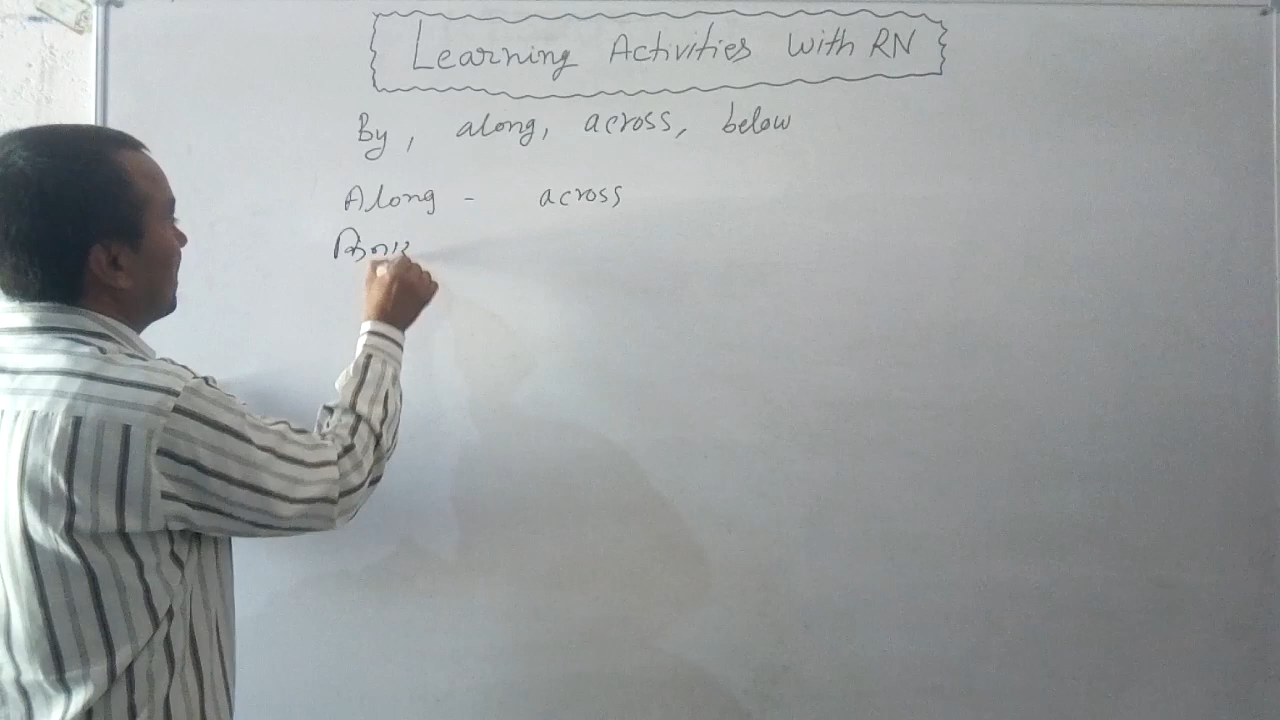 Learning Activities With RN
By, along, across, below
Along - across